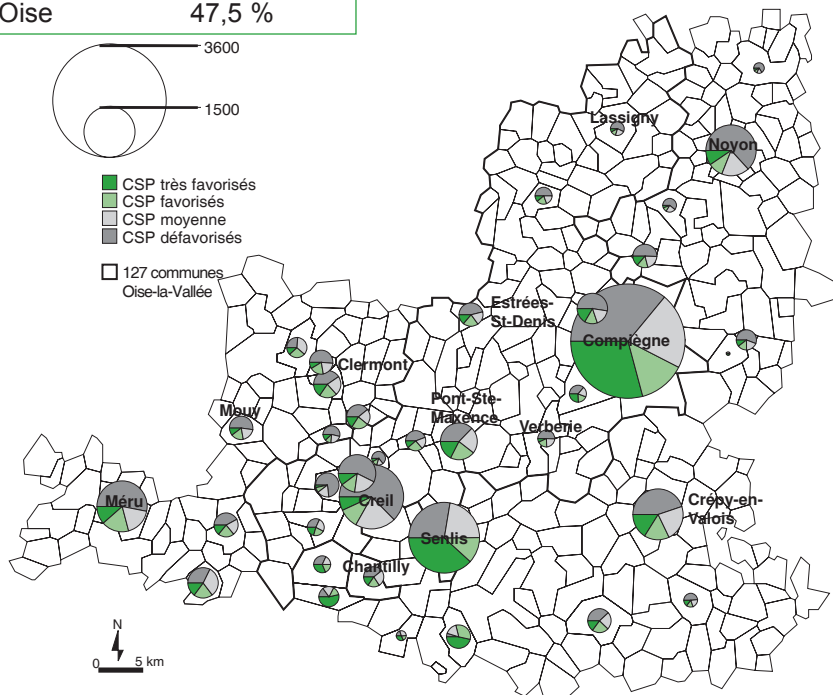 Oise 47,5 %
3600
1500
CSP très favorisés
CSP favorisés
CSP moyenne
CSP défavorisés
127 communes
Oise-la-Vallée
Lassigny
Noyon
Estrées-
St-Denis
Compiègne
Clermont
Pont-Ste-
Maxence
Mouy
Verberie
Méru
Creil
Crépy-en-
Valois
Senlis
Chantilly
N
0 5 km